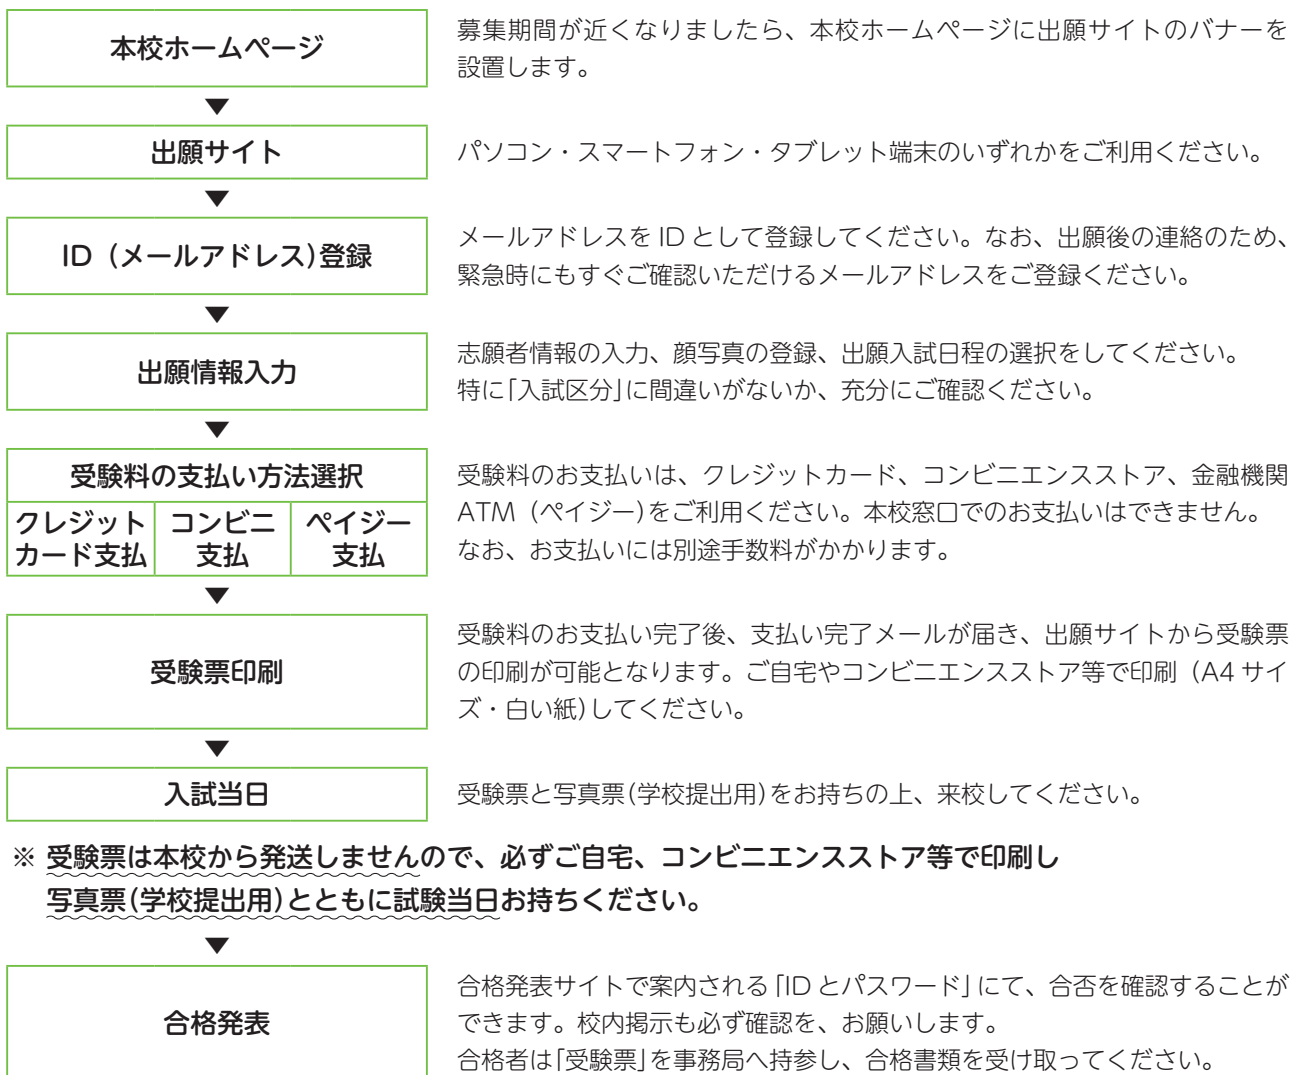 本校ホームページ
募集期間が近くなりましたら、本校ホームページに出願サイトのバナーを
設置します。
▼
出願サイト
パソコン・スマートフォン・タブレット端末のいずれかをご利用ください。
▼
ID（メールアドレス）登録
メールアドレスを ID として登録してください。なお、出願後の連絡のため、
緊急時にもすぐご確認いただけるメールアドレスをご登録ください。
▼
出願情報入力
志願者情報の入力、顔写真の登録、出願入試日程の選択をしてください。
特に「入試区分」に間違いがないか、充分にご確認ください。
▼
受験料の支払い方法選択
クレジット
カード支払
コンビニ
支払
ペイジー
支払
受験料のお支払いは、クレジットカード、コンビニエンスストア、金融機関
ATM（ペイジー）をご利用ください。本校窓口でのお支払いはできません。
なお、お支払いには別途手数料がかかります。
▼
受験票印刷
受験料のお支払い完了後、支払い完了メールが届き、出願サイトから受験票
の印刷が可能となります。ご自宅やコンビニエンスストア等で印刷（A4 サイ
ズ・白い紙）してください。
▼
入試当日
受験票と写真票（学校提出用）をお持ちの上、来校してください。
※ 受験票は本校から発送しませんので、必ずご自宅、コンビニエンスストア等で印刷し
写真票（学校提出用）とともに試験当日お持ちください。
▼
合格発表
合格発表サイトで案内される「ID とパスワード」にて、合否を確認することが
できます。校内掲示も必ず確認を、お願いします。
合格者は「受験票」を事務局へ持参し、合格書類を受け取ってください。